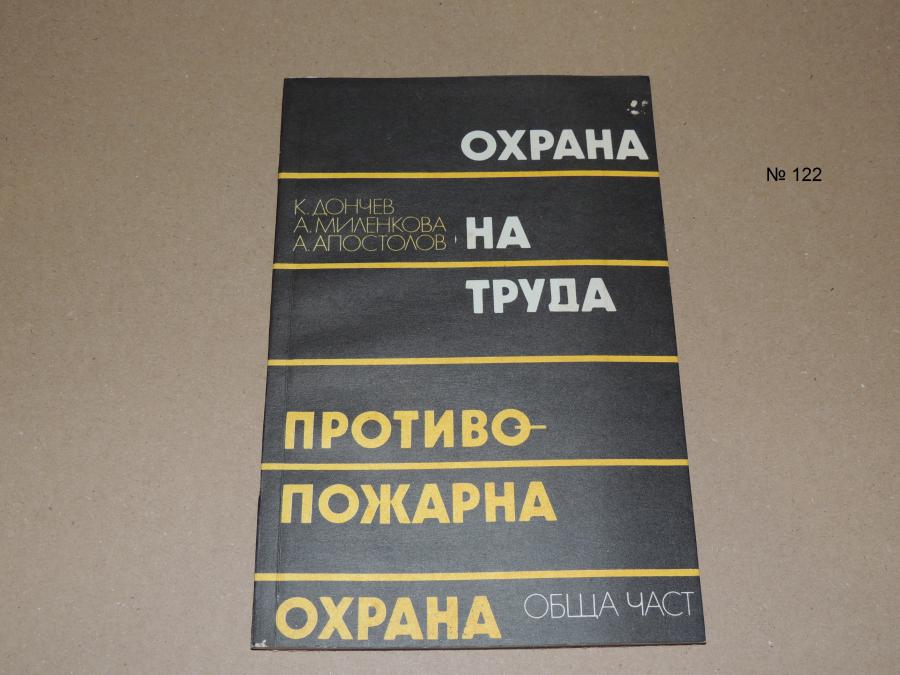 ОХРАНА
№ 122
К. ДОНЧЕВ
А. МИЛЕНКОВА
А. АПОСТОЛОВ
НА
ТРУДА
ПРОТИВО-
ПОЖАРНА
ОХРАНА
ОБЩА ЧАСТ